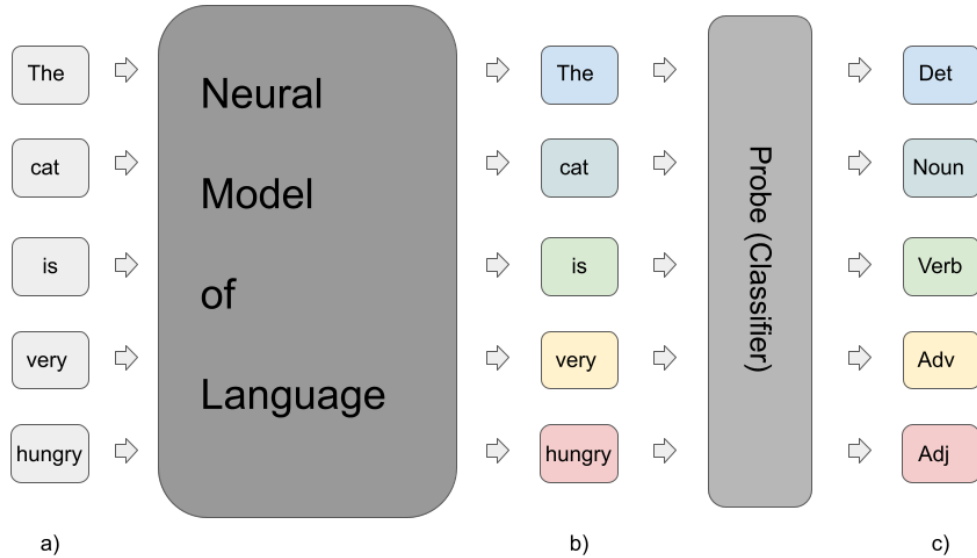 The
cat
is
very
hungry
a)
Neural
Model
of
Language
The
cat
is
very
hungry
b)
Probe (Classifier)
Det
Noun
Verb
Adv
Adj
c)